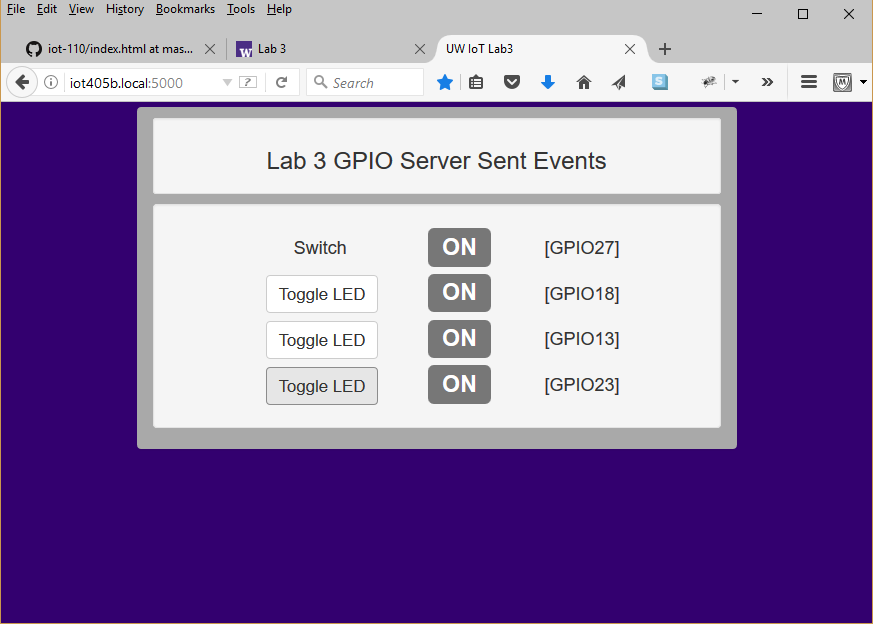 File Edit View History Bookmarks Tools Help
iot-110/index.html at mas... Lab 3 UW IoT Lab3
iot405b.local:5000 Search
Lab 3 GPIO Server Sent Events
Switch ON [GPIO27]
Toggle LED ON [GPIO18]
Toggle LED ON [GPIO13]
Toggle LED ON [GPIO23]